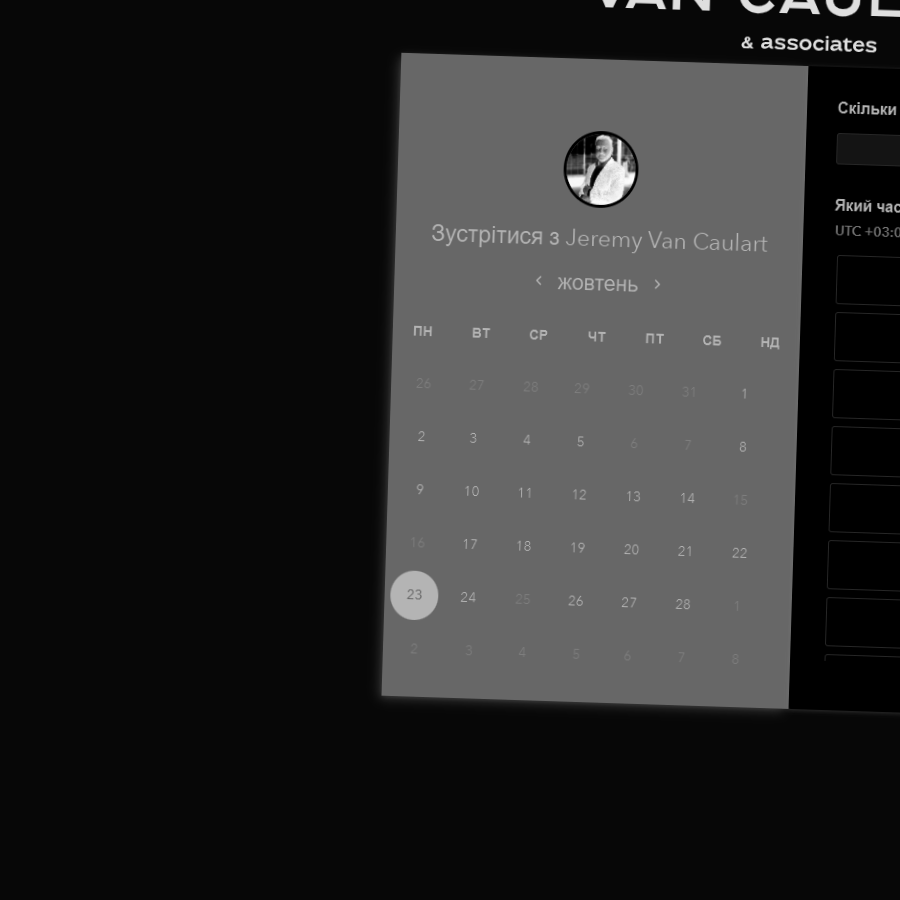 VAN CAUL
& associates
Зустрітися з Jeremy Van Caulart
‹ жовтень ›
ПН ВТ СР ЧТ ПТ СБ НД
26 27 28 29 30 31 1
2 3 4 5 6 7 8
9 10 11 12 13 14 15
16 17 18 19 20 21 22
23 24 25 26 27 28 1
2 3 4 5 6 7 8
Скільки
Який час
UTC +03:0